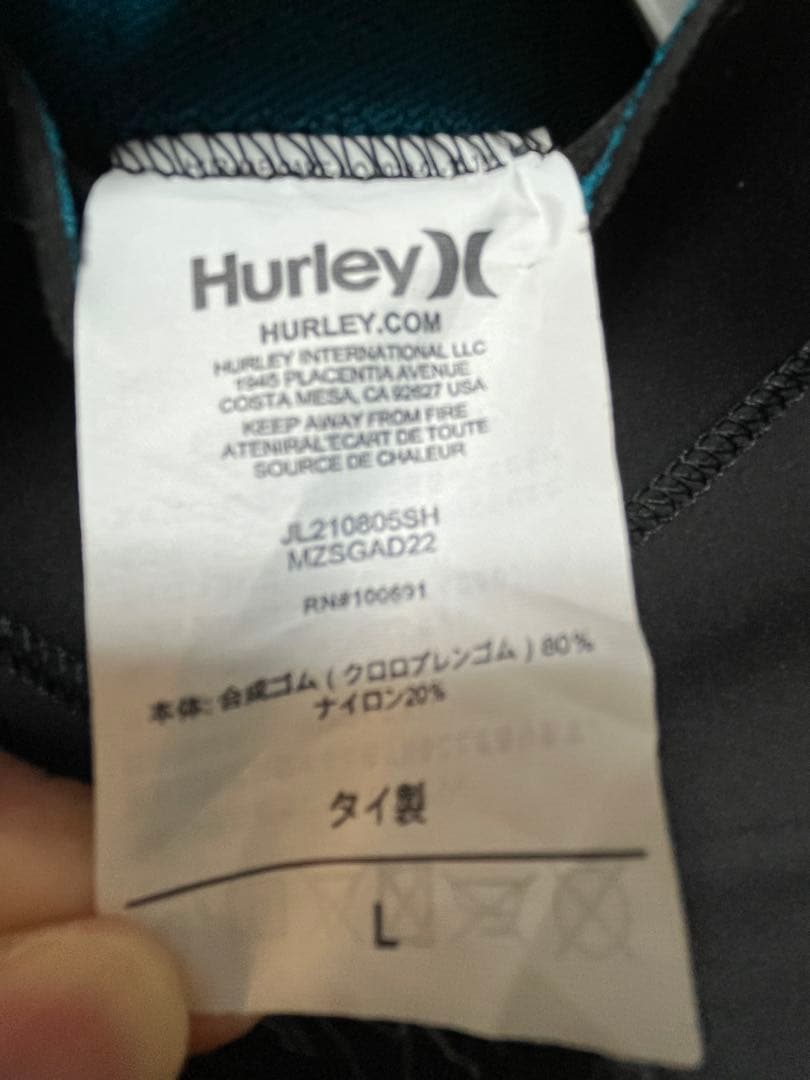 Hurley
HURLEY.COM
HURLEY INTERNATIONAL LLC
1945 PLACENTIA AVENUE
COSTA MESA, CA 92627 USA
KEEP AWAY FROM FIRE
ATENIRAL'ECART DE TOUTE
SOURCE DE CHALEUR
JL210805SH
MZSGAD22
RN#100691
本体: 合成ゴム ( クロロプレンゴム ) 80%
ナイロン20%
タイ製
L